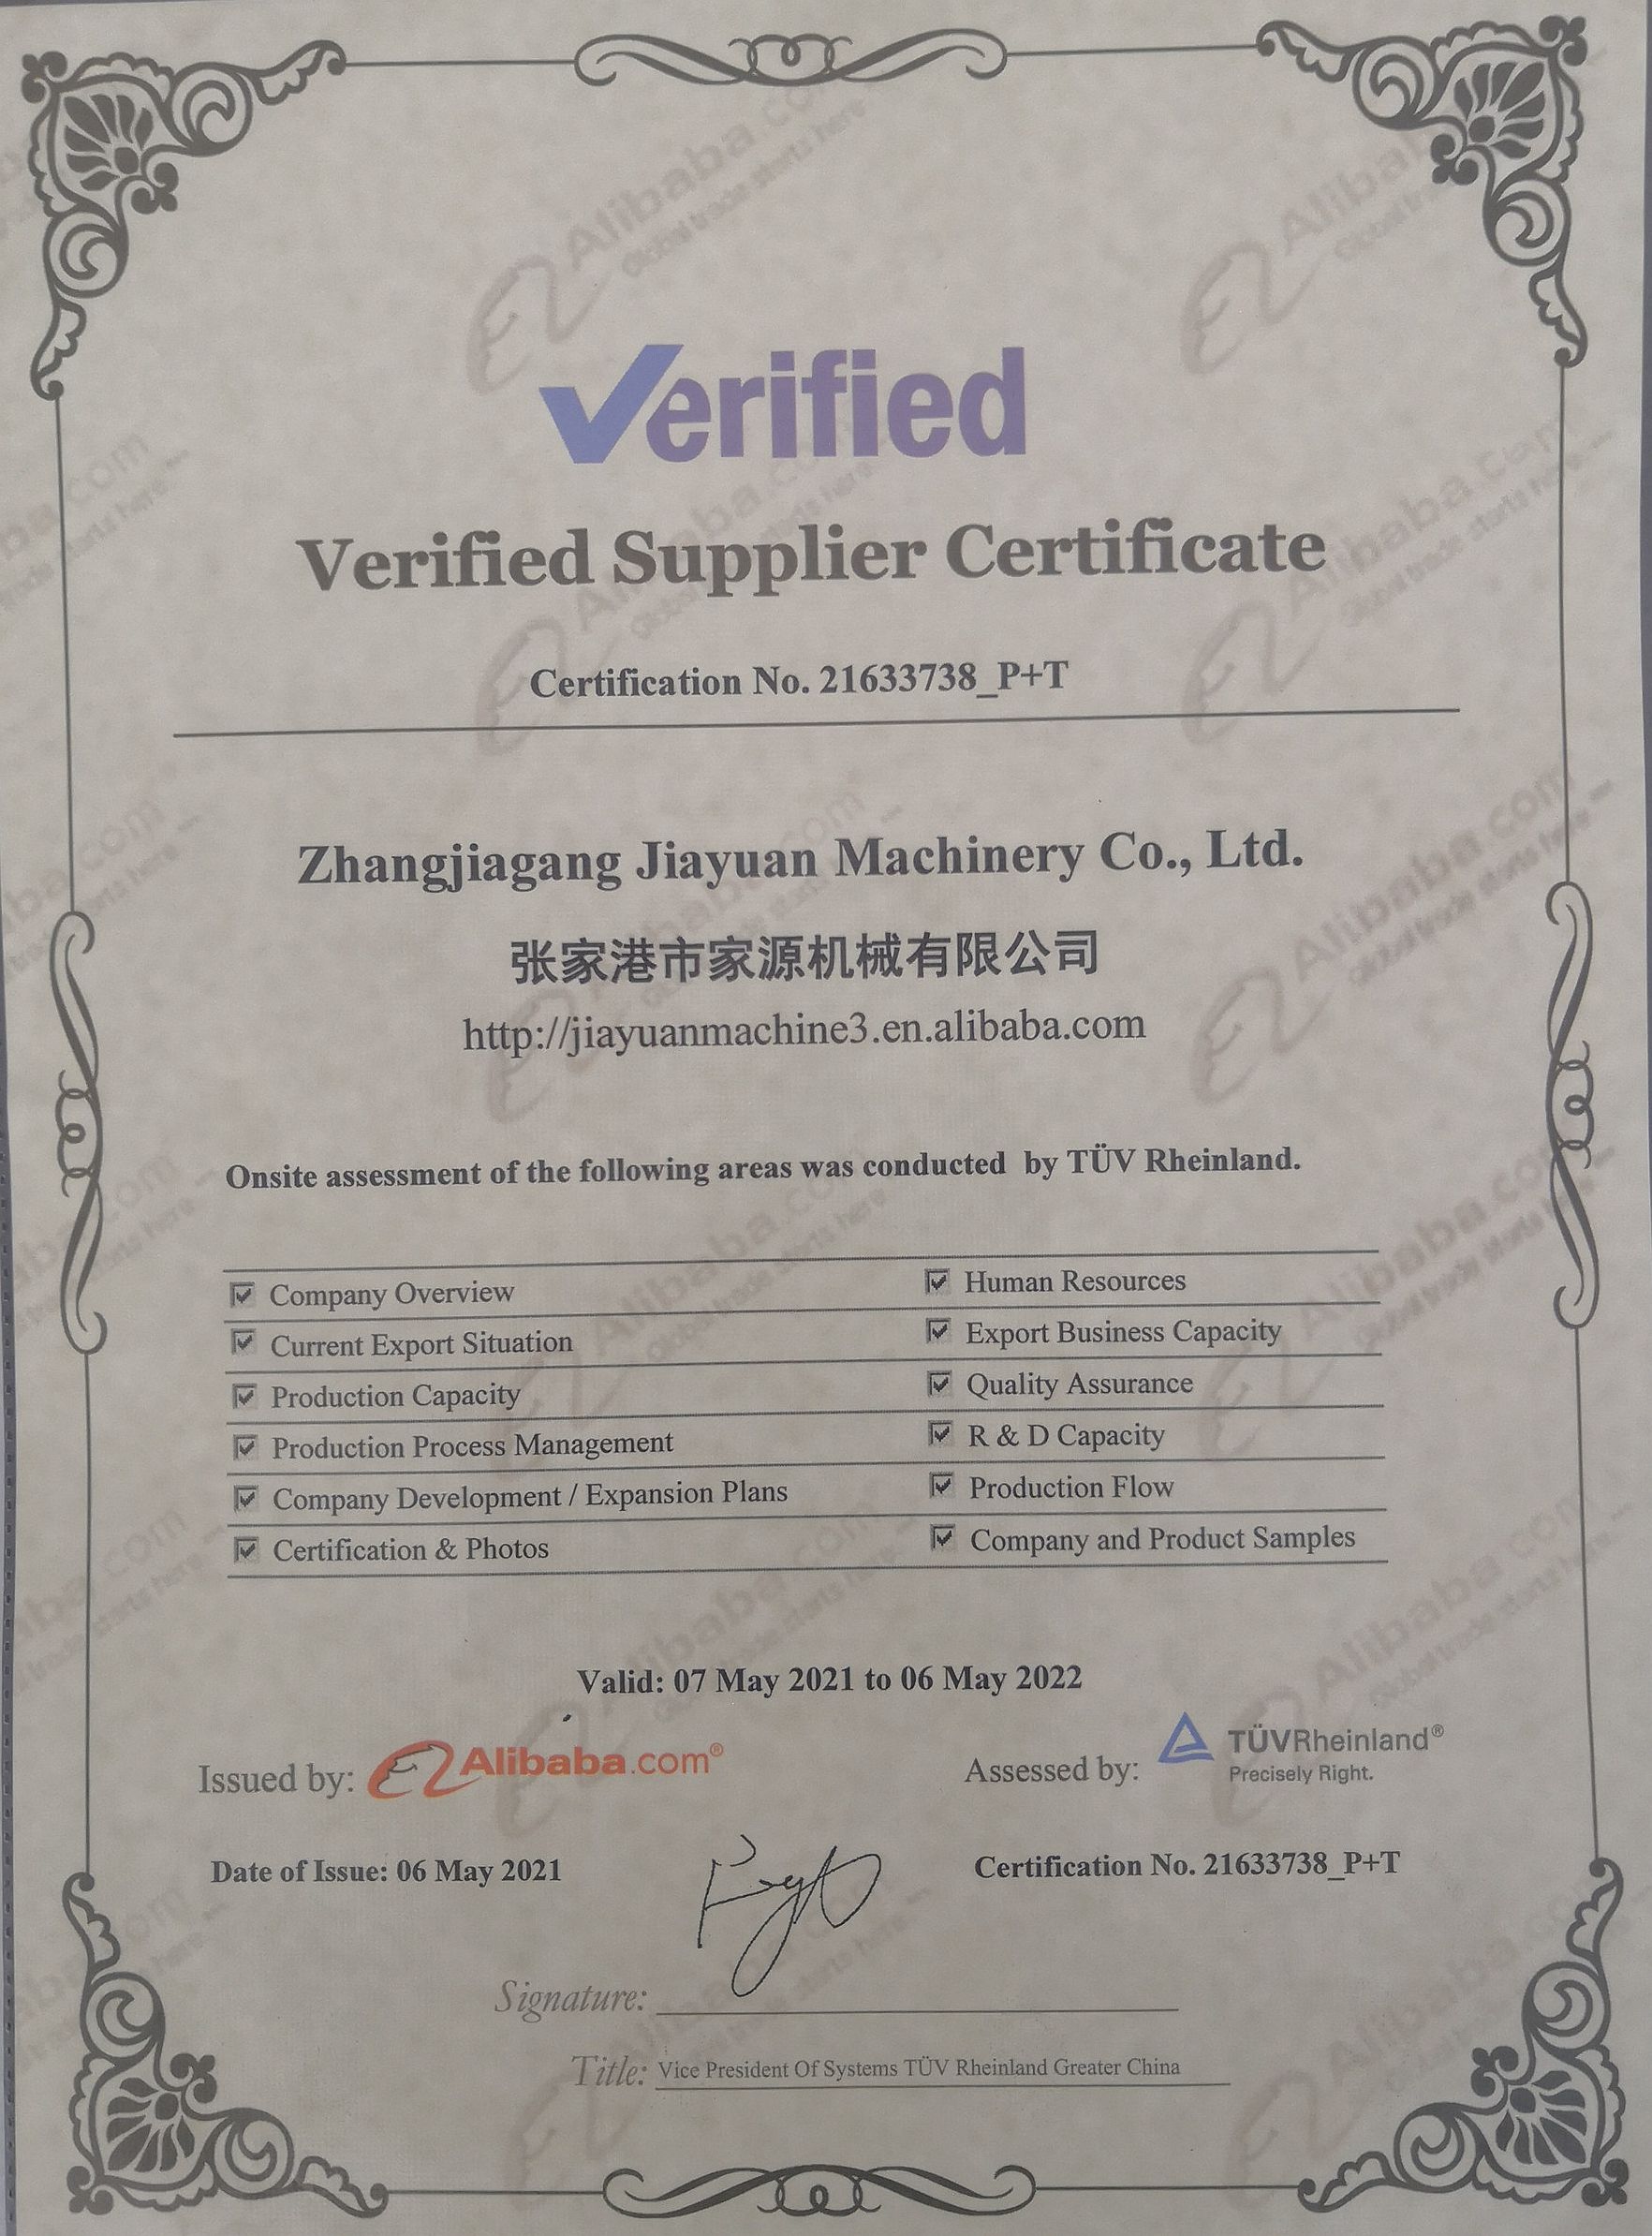 Verified
Verified Supplier Certificate
Certification No. 21633738_P+T
Zhangjiagang Jiayuan Machinery Co., Ltd.
张家港市家源机械有限公司
http://jiayuanmachine3.en.alibaba.com
Onsite assessment of the following areas was conducted by TÜV Rheinland.
Company Overview
Human Resources
Current Export Situation
Export Business Capacity
Production Capacity
Quality Assurance
Production Process Management
R & D Capacity
Company Development / Expansion Plans
Production Flow
Certification & Photos
Company and Product Samples
Valid: 07 May 2021 to 06 May 2022
Issued by: Alibaba.com®
Assessed by: TÜVRheinland®
Precisely Right.
Date of Issue: 06 May 2021
Certification No. 21633738_P+T
Signature:
Title: Vice President Of Systems TÜV Rheinland Greater China